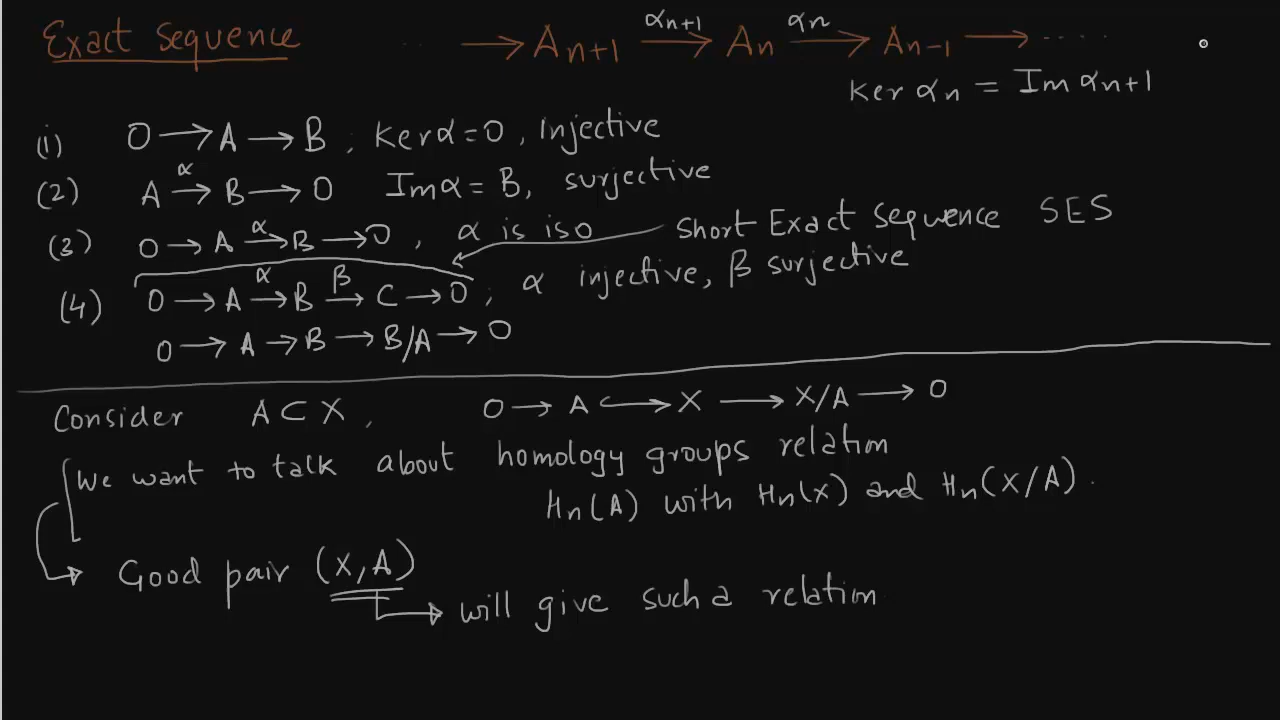 Exact Sequence ... → Aₙ₊₁ →(αₙ₊₁) Aₙ →(αₙ) Aₙ₋₁ → ....
Ker αₙ = Im αₙ₊₁
(1) 0 → A → B ; Ker α = 0, injective
(2) A →(α) B → 0 Im α = B, surjective
(3) 0 → A →(α) B → 0, α is iso Short Exact Sequence SES
(4) 0 → A →(α) B →(β) C → 0 ; α injective, β surjective
0 → A → B → B/A → 0
Consider A ⊂ X, 0 → A ↪ X → X/A → 0
We want to talk about homology groups relation
Hₙ(A) with Hₙ(X) and Hₙ(X/A).
Good pair (X, A)
→ will give such a relation